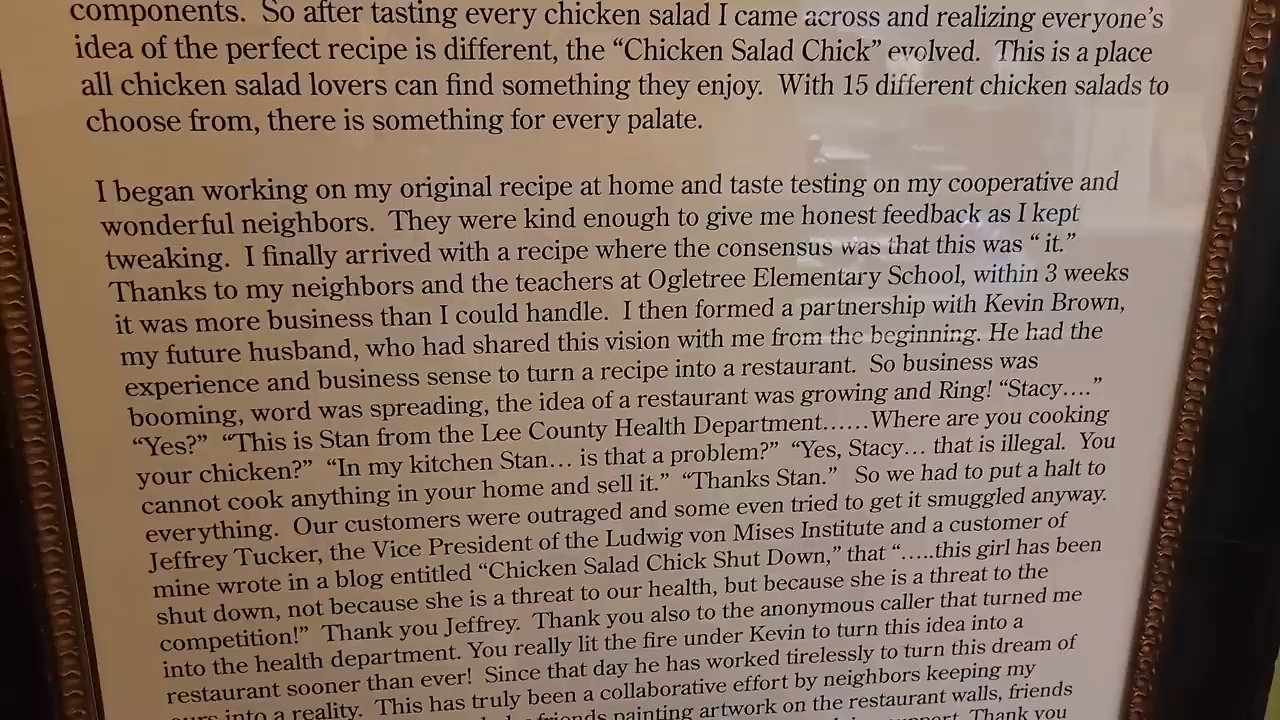 components.  So after tasting every chicken salad I came across and realizing everyone's
idea of the perfect recipe is different, the “Chicken Salad Chick” evolved.  This is a place
all chicken salad lovers can find something they enjoy.  With 15 different chicken salads to
choose from, there is something for every palate.
I began working on my original recipe at home and taste testing on my cooperative and
wonderful neighbors.  They were kind enough to give me honest feedback as I kept
tweaking.  I finally arrived with a recipe where the consensus was that this was “ it.”
Thanks to my neighbors and the teachers at Ogletree Elementary School, within 3 weeks
it was more business than I could handle.  I then formed a partnership with Kevin Brown,
my future husband, who had shared this vision with me from the beginning. He had the
experience and business sense to turn a recipe into a restaurant.  So business was
booming, word was spreading, the idea of a restaurant was growing and Ring! “Stacy....”
“Yes?”  “This is Stan from the Lee County Health Department......Where are you cooking
your chicken?”  “In my kitchen Stan... is that a problem?”  “Yes, Stacy... that is illegal.  You
cannot cook anything in your home and sell it.”  “Thanks Stan.”  So we had to put a halt to
everything.  Our customers were outraged and some even tried to get it smuggled anyway.
Jeffrey Tucker, the Vice President of the Ludwig von Mises Institute and a customer of
mine wrote in a blog entitled “Chicken Salad Chick Shut Down,” that “.....this girl has been
shut down, not because she is a threat to our health, but because she is a threat to the
competition!”  Thank you Jeffrey.  Thank you also to the anonymous caller that turned me
into the health department. You really lit the fire under Kevin to turn this idea into a
restaurant sooner than ever!  Since that day he has worked tirelessly to turn this dream of
ours into a reality.  This has truly been a collaborative effort by neighbors keeping my
friends painting artwork on the restaurant walls, friends
support. Thank you